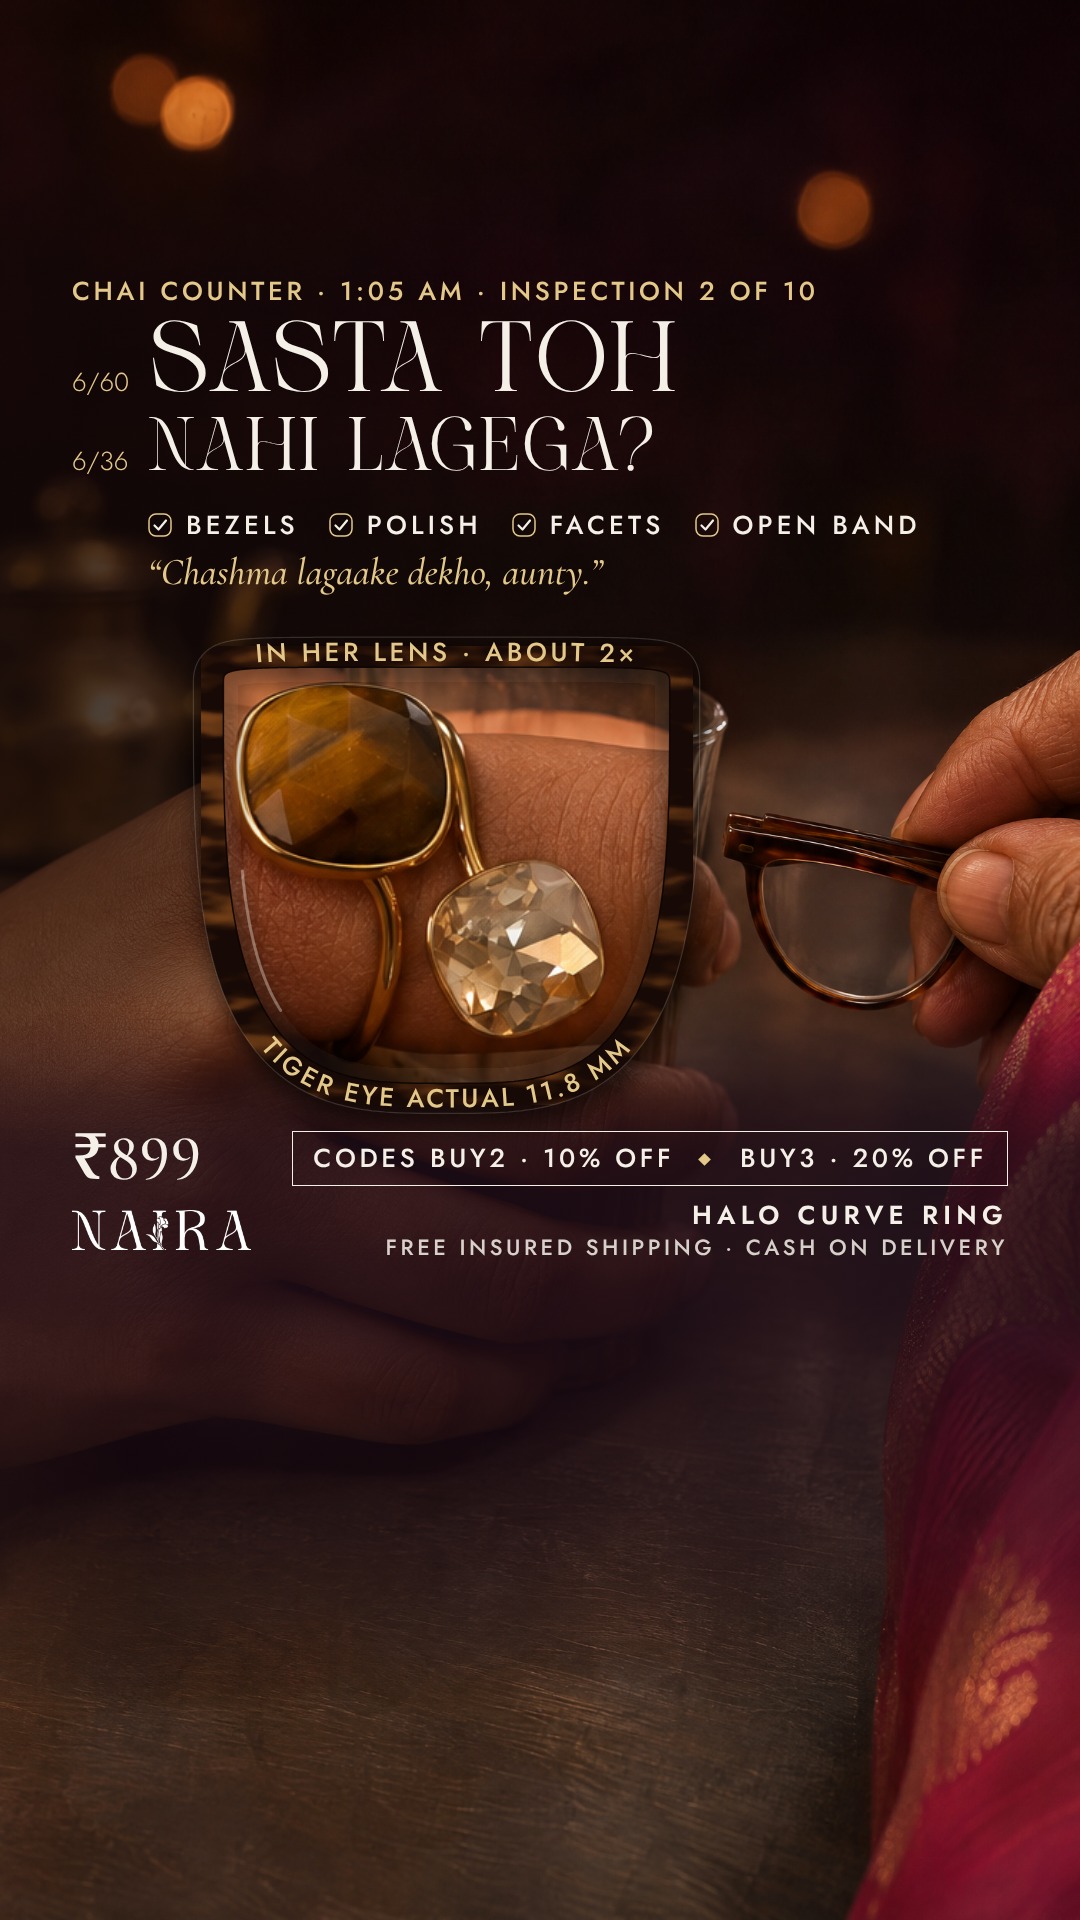 CHAI COUNTER · 1:05 AM · INSPECTION 2 OF 10
6/60 SASTA TOH
6/36 NAHI LAGEGA?
BEZELS POLISH FACETS OPEN BAND
“Chashma lagaake dekho, aunty.”
IN HER LENS · ABOUT 2×
TIGER EYE ACTUAL 11.8 MM
₹899
CODES BUY2 · 10% OFF ◆ BUY3 · 20% OFF
NAIRA
HALO CURVE RING
FREE INSURED SHIPPING · CASH ON DELIVERY